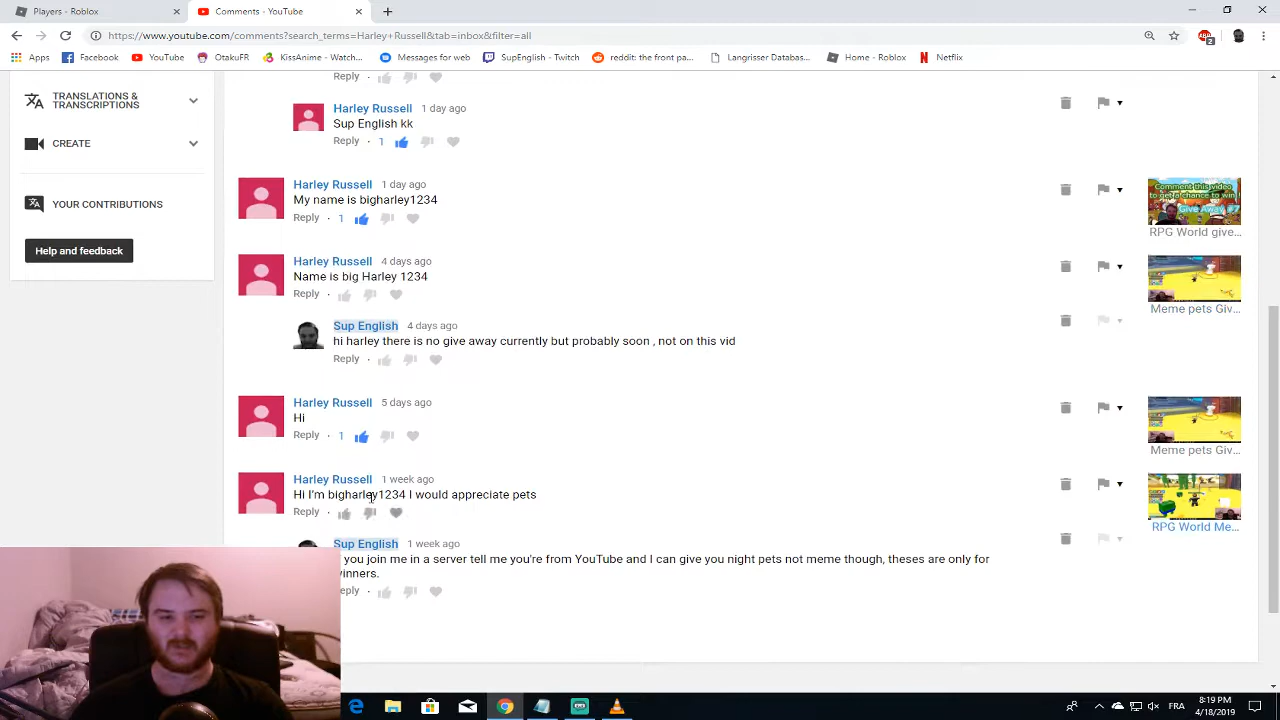 Players - Roblox
Comments - YouTube
https://www.youtube.com/comments?search_terms=Harley+Russell&tab=inbox&filter=all
2
Apps Facebook YouTube OtakuFR KissAnime - Watch... Messages for web SupEnglish - Twitch reddit: the front pa... Langrisser Databas... Home - Roblox Netflix
TRANSLATIONS &
TRANSCRIPTIONS
CREATE
YOUR CONTRIBUTIONS
Help and feedback
Reply
Harley Russell 1 day ago
Sup English kk
Reply · 1
Harley Russell 1 day ago
My name is bigharley1234
Reply · 1
Comment this video
to get a chance to win !
Give Away #7
RPG World give...
Harley Russell 4 days ago
Name is big Harley 1234
Reply ·
Meme pets Giv...
Sup English 4 days ago
hi harley there is no give away currently but probably soon , not on this vid
Reply ·
Harley Russell 5 days ago
Hi
Reply · 1
Meme pets Giv...
Harley Russell 1 week ago
Hi I'm bigharley1234 I would appreciate pets
Reply ·
RPG World Me...
Sup English 1 week ago
you join me in a server tell me you're from YouTube and I can give you night pets not meme though, theses are only for
vinners.
eply ·
FRA
8:19 PM
4/18/2019